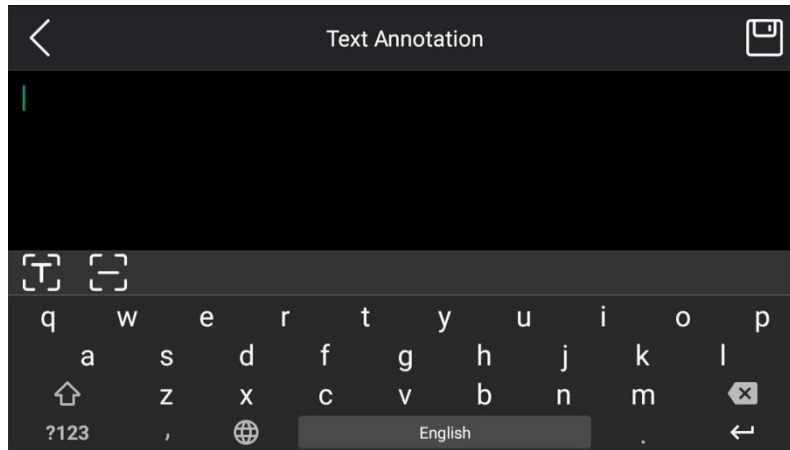 Text Annotation
T
q w e r t y u i o p
a s d f g h j k l
z x c v b n m
?123 , English .